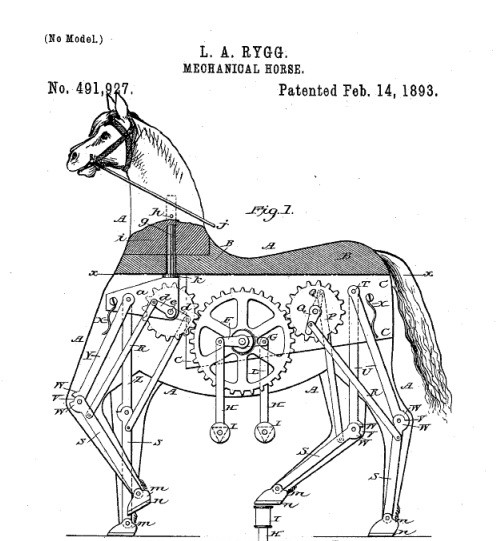 (No Model.)
L. A. RYGG.
MECHANICAL HORSE.
No. 491,927.
Patented Feb. 14, 1893.
Fig. 1.
A
h
g
j
i
B
A
B
x
x
k
a
d
e
d
T
C
X
E
G
Q
P
X
C
A
Y
R
C
L
U
R
A
Z
A
H
H
A
W
V
W
I
I
W
V
W
S
S
S
S
m
n
m
n
m
I
K
m